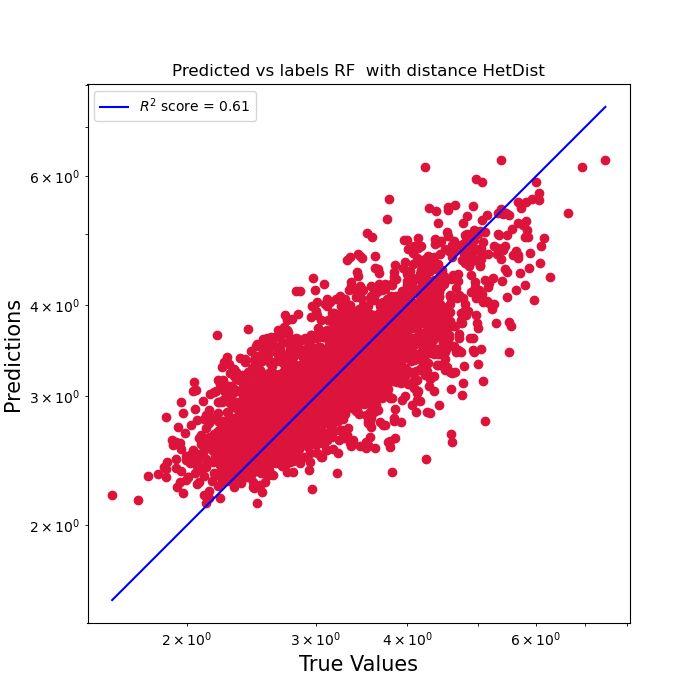 Predicted vs labels RF  with distance HetDist
R² score = 0.61
6 × 10⁰
4 × 10⁰
3 × 10⁰
2 × 10⁰
Predictions
2 × 10⁰ 3 × 10⁰ 4 × 10⁰ 6 × 10⁰
True Values